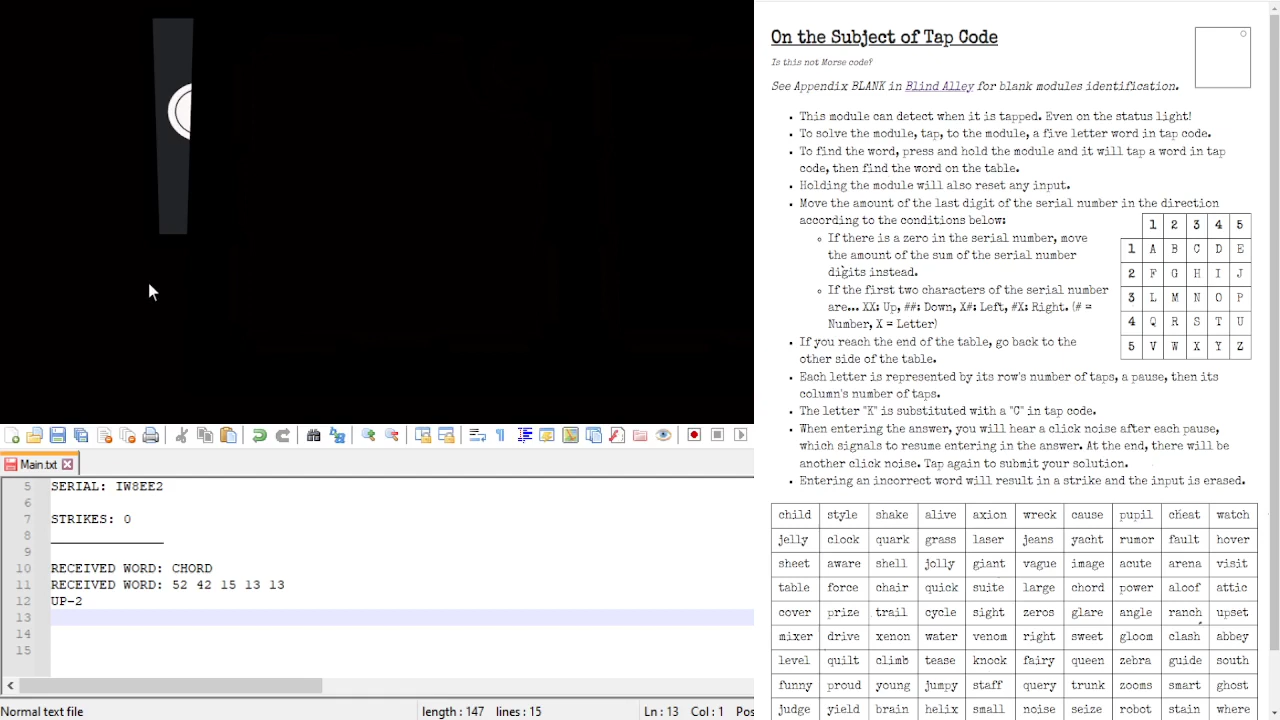 On the Subject of Tap Code
Is this not Morse code?
See Appendix BLANK in Blind Alley for blank modules identification.
This module can detect when it is tapped. Even on the status light!
To solve the module, tap, to the module, a five letter word in tap code.
To find the word, press and hold the module and it will tap a word in tap
code, then find the word on the table.
Holding the module will also reset any input.
Move the amount of the last digit of the serial number in the direction
according to the conditions below:
If there is a zero in the serial number, move
the amount of the sum of the serial number
digits instead.
If the first two characters of the serial number
are... XX: Up, ##: Down, X#: Left, #X: Right. (# =
Number, X = Letter)
If you reach the end of the table, go back to the
other side of the table.
Each letter is represented by its row's number of taps, a pause, then its
column's number of taps.
The letter "K" is substituted with a "C" in tap code.
When entering the answer, you will hear a click noise after each pause,
which signals to resume entering in the answer. At the end, there will be
another click noise. Tap again to submit your solution.
Entering an incorrect word will result in a strike and the input is erased.
1 2 3 4 5
1 A B C D E
2 F G H I J
3 L M N O P
4 Q R S T U
5 V W X Y Z
child style shake alive axion wreck cause pupil cheat watch
jelly clock quark grass laser jeans yacht rumor fault hover
sheet aware shell jolly giant vague image acute arena visit
table force chair quick suite large chord power aloof attic
cover prize trail cycle sight zeros glare angle ranch upset
mixer drive xenon water venom right sweet gloom clash abbey
level quilt climb tease knock fairy queen zebra guide south
funny proud young jumpy staff query trunk zooms smart ghost
judge yield brain helix small noise seize robot stain where
Main.txt
5 SERIAL: IW8EE2
6
7 STRIKES: 0
8
9
10 RECEIVED WORD: CHORD
11 RECEIVED WORD: 52 42 15 13 13
12 UP-2
13
14
15
Normal text file length : 147 lines : 15 Ln : 13 Col : 1 Pos